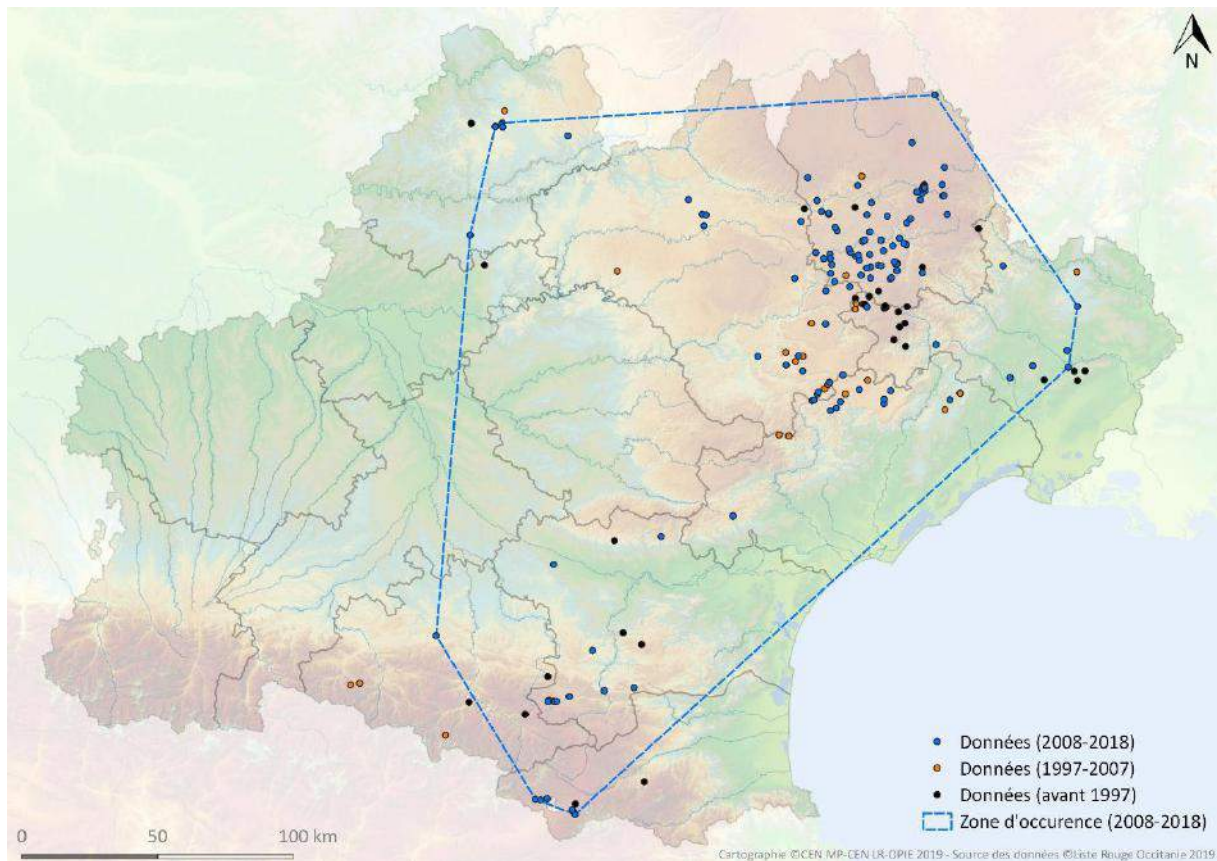 N
Données (2008-2018)
Données (1997-2007)
Données (avant 1997)
Zone d'occurence (2008-2018)
0 50 100 km
Cartographie ©CEN MP-CEN LR-OPIE 2019 - Source des données ©Liste Rouge Occitanie 2019